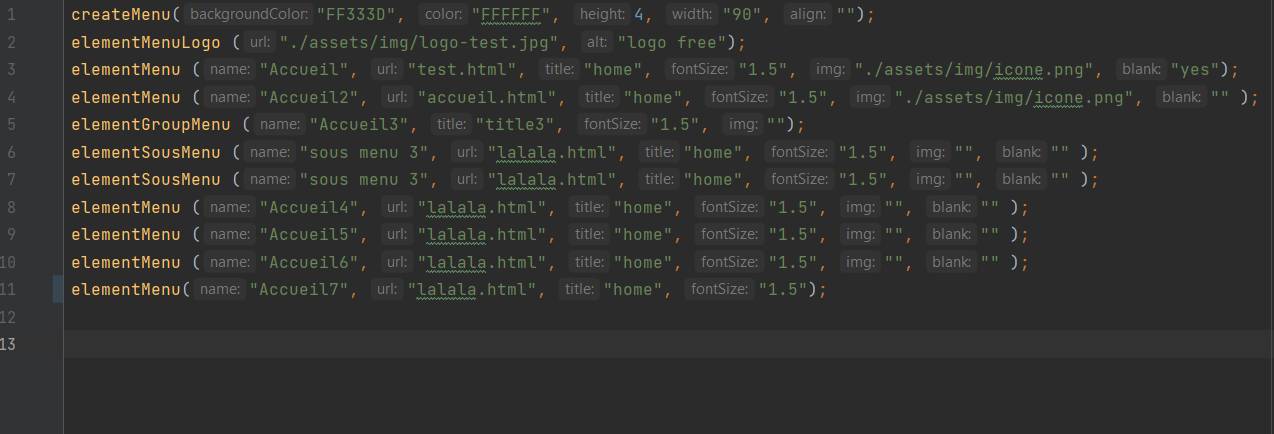 1 createMenu( backgroundColor: "FF333D", color: "FFFFFF", height: 4, width: "90", align: "");
2 elementMenuLogo ( url: "./assets/img/logo-test.jpg", alt: "logo free");
3 elementMenu ( name: "Accueil", url: "test.html", title: "home", fontSize: "1.5", img: "./assets/img/icone.png", blank: "yes");
4 elementMenu ( name: "Accueil2", url: "accueil.html", title: "home", fontSize: "1.5", img: "./assets/img/icone.png", blank: "" );
5 elementGroupMenu ( name: "Accueil3", title: "title3", fontSize: "1.5", img: "");
6 elementSousMenu ( name: "sous menu 3", url: "lalala.html", title: "home", fontSize: "1.5", img: "", blank: "" );
7 elementSousMenu ( name: "sous menu 3", url: "lalala.html", title: "home", fontSize: "1.5", img: "", blank: "" );
8 elementMenu ( name: "Accueil4", url: "lalala.html", title: "home", fontSize: "1.5", img: "", blank: "" );
9 elementMenu ( name: "Accueil5", url: "lalala.html", title: "home", fontSize: "1.5", img: "", blank: "" );
10 elementMenu ( name: "Accueil6", url: "lalala.html", title: "home", fontSize: "1.5", img: "", blank: "" );
11 elementMenu( name: "Accueil7", url: "lalala.html", title: "home", fontSize: "1.5");
12
13